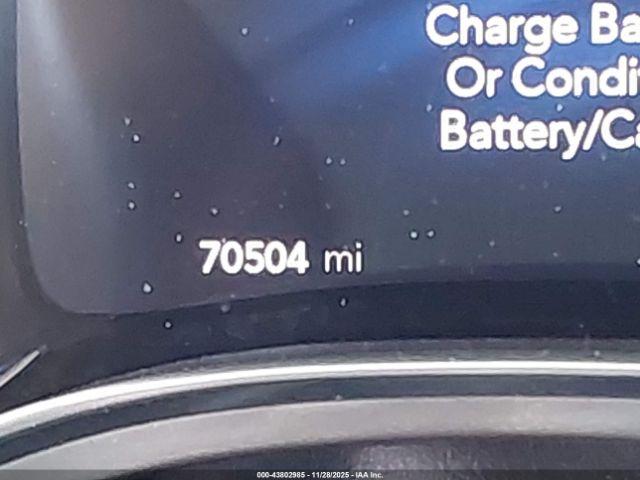 Charge Ba
Or Condi
Battery/Ca
70504 mi
000-43802985 - 11/28/2025 - IAA Inc.